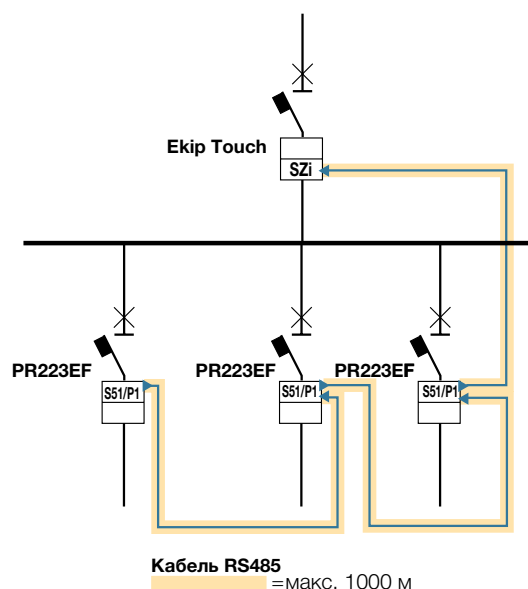 Ekip Touch
SZi
PR223EF
PR223EF
PR223EF
S51/P1
S51/P1
S51/P1
Кабель RS485
=макс. 1000 м